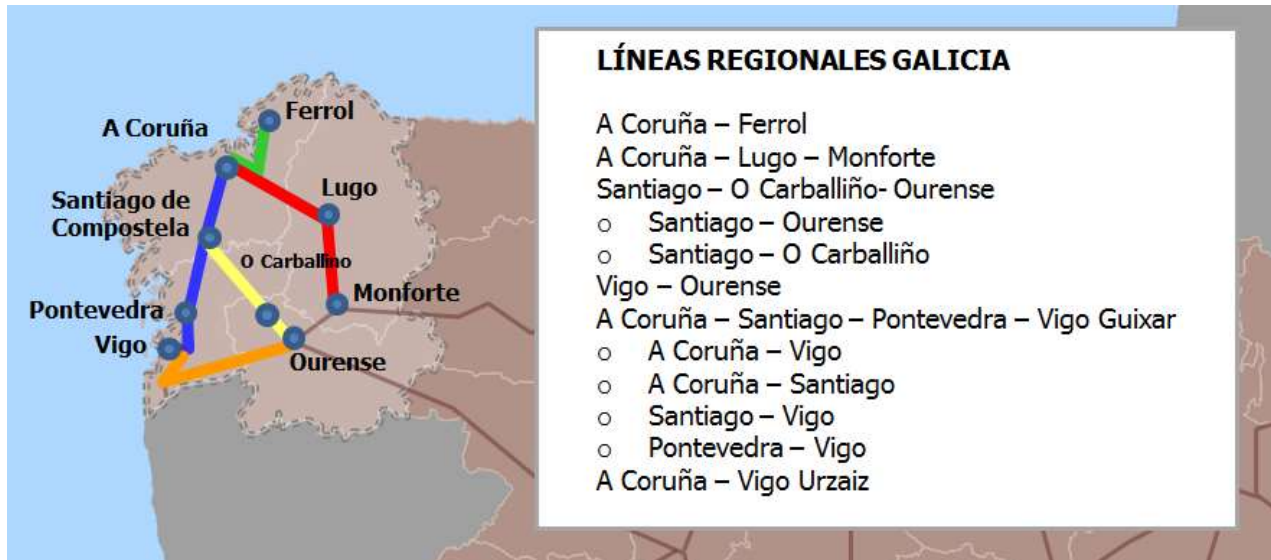 Ferrol
A Coruña
Lugo
Santiago de
Compostela
O Carballino
Monforte
Pontevedra
Vigo
Ourense
LÍNEAS REGIONALES GALICIA
A Coruña – Ferrol
A Coruña – Lugo – Monforte
Santiago – O Carballiño- Ourense
o Santiago – Ourense
o Santiago – O Carballiño
Vigo – Ourense
A Coruña – Santiago – Pontevedra – Vigo Guixar
o A Coruña – Vigo
o A Coruña – Santiago
o Santiago – Vigo
o Pontevedra – Vigo
A Coruña – Vigo Urzaiz